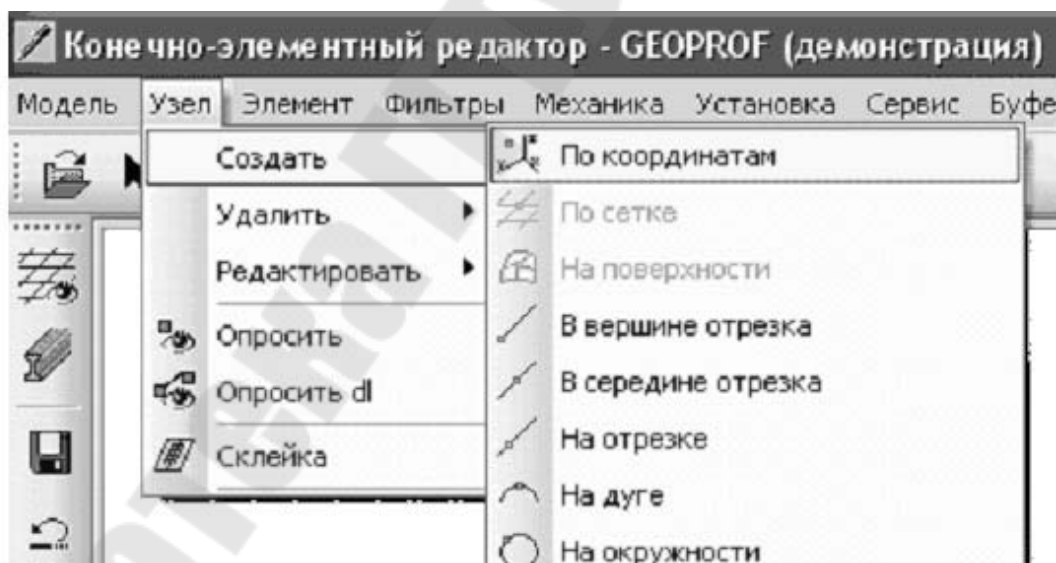 Конечно-элементный редактор - GEOPROF (демонстрация)
Модель Узел Элемент Фильтры Механика Установка Сервис Буфе
Создать
Удалить
Редактировать
Опросить
Опросить dl
Склейка
По координатам
По сетке
На поверхности
В вершине отрезка
В середине отрезка
На отрезке
На дуге
На окружности